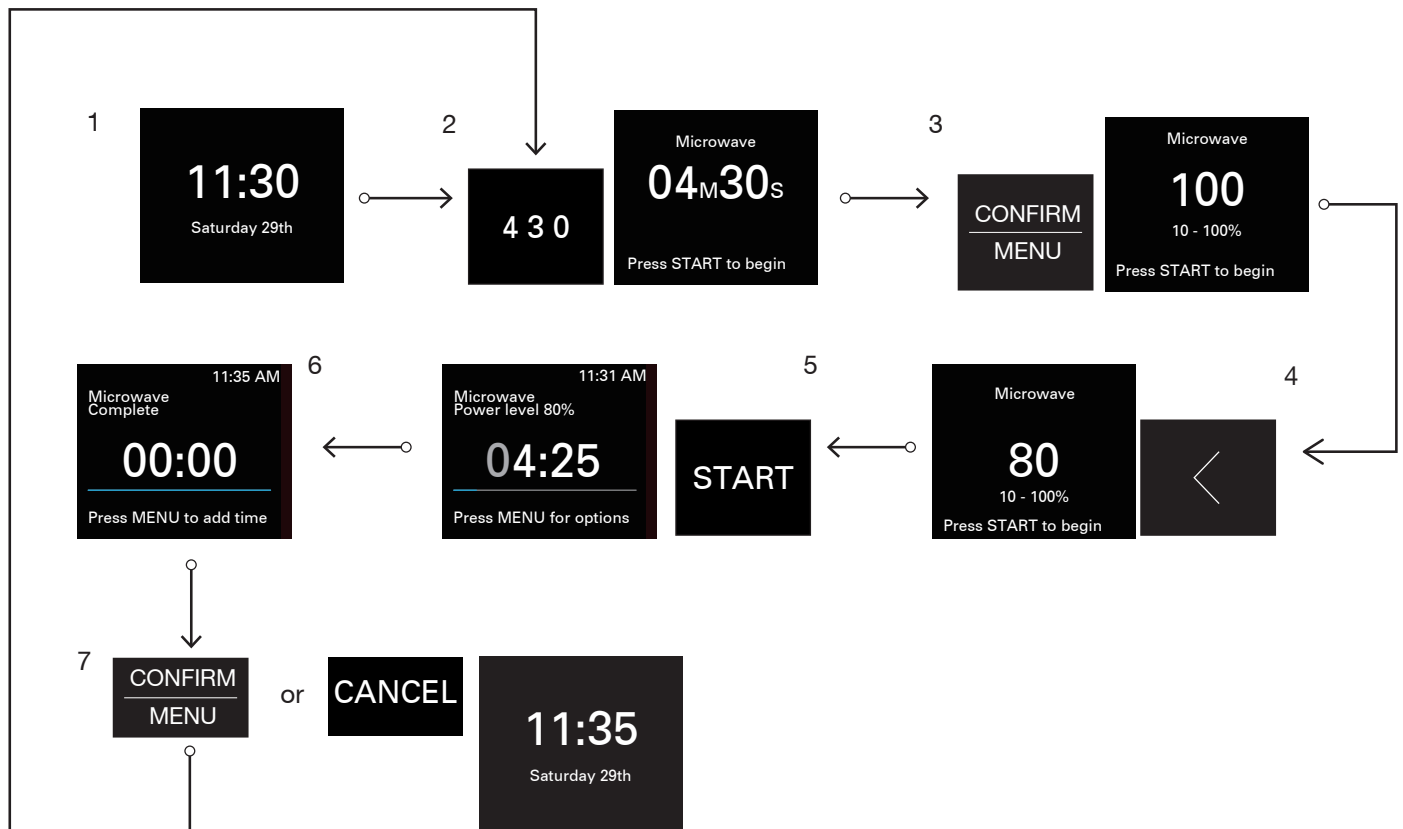 1
11:30
Saturday 29th
2
4 3 0
Microwave
04M30S
Press START to begin
3
CONFIRM
MENU
Microwave
100
10 - 100%
Press START to begin
4
<
Microwave
80
10 - 100%
Press START to begin
5
START
11:31 AM
Microwave
Power level 80%
04:25
Press MENU for options
6
11:35 AM
Microwave
Complete
00:00
Press MENU to add time
7
CONFIRM
MENU
or
CANCEL
11:35
Saturday 29th